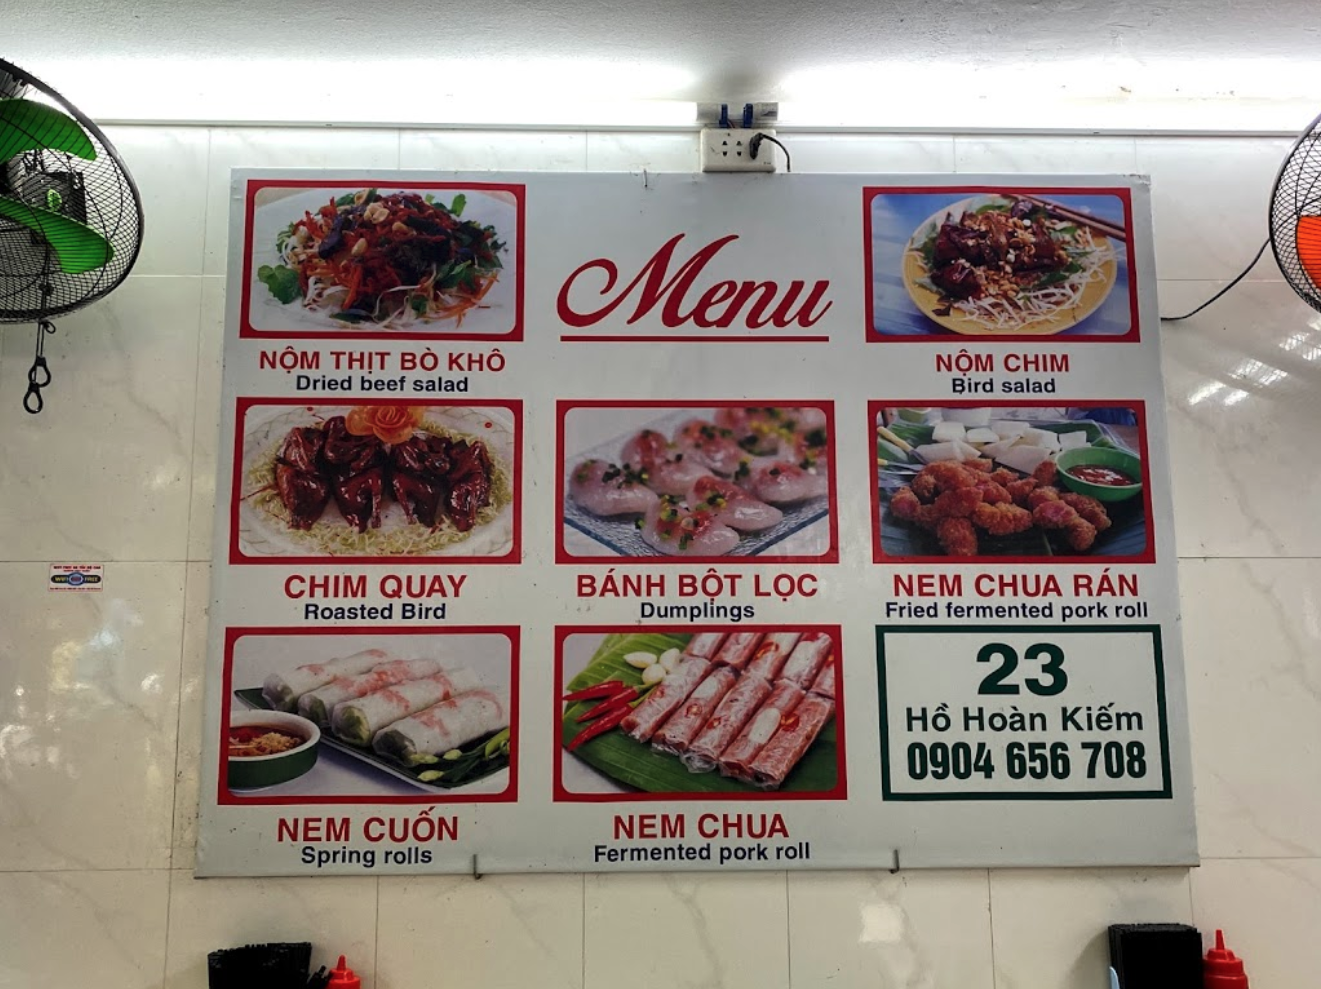 Menu
NỘM THỊT BÒ KHÔ
Dried beef salad
NỘM CHIM
Bird salad
CHIM QUAY
Roasted Bird
BÁNH BỘT LỌC
Dumplings
NEM CHUA RÁN
Fried fermented pork roll
NEM CUỐN
Spring rolls
NEM CHUA
Fermented pork roll
23
Hồ Hoàn Kiếm
0904 656 708